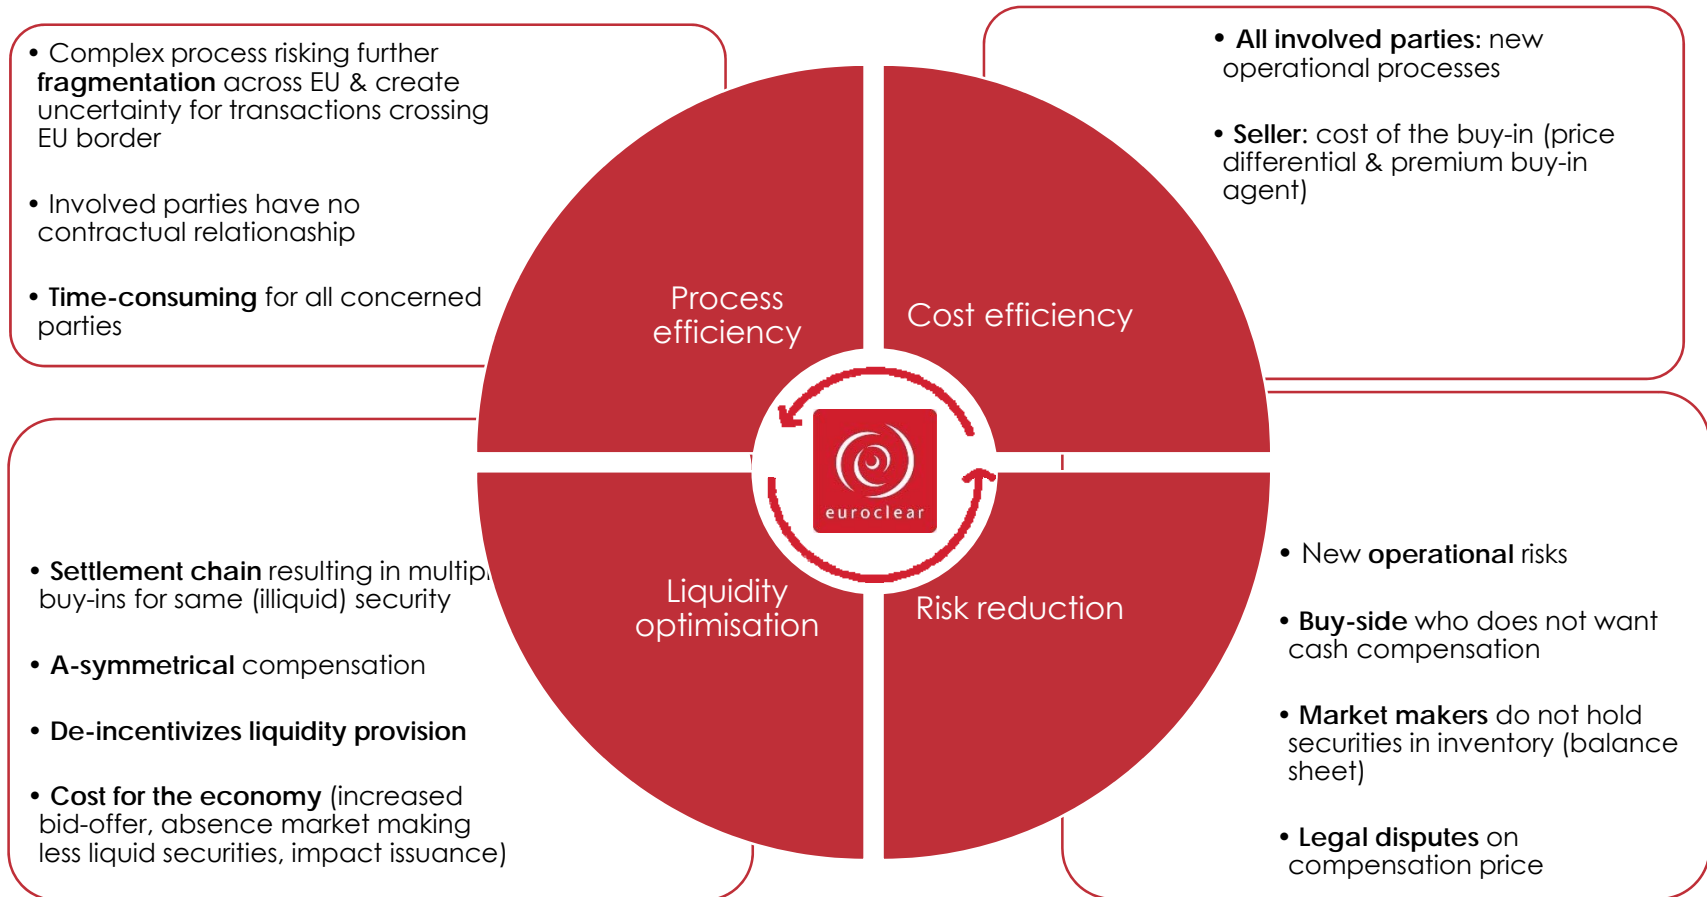 • Complex process risking further
fragmentation across EU & create
uncertainty for transactions crossing
EU border
• Involved parties have no
contractual relationaship
• Time-consuming for all concerned
parties
• All involved parties: new
operational processes
• Seller: cost of the buy-in (price
differential & premium buy-in
agent)
Process
efficiency
Cost efficiency
euroclear
Liquidity
optimisation
Risk reduction
• Settlement chain resulting in multipl
buy-ins for same (illiquid) security
• A-symmetrical compensation
• De-incentivizes liquidity provision
• Cost for the economy (increased
bid-offer, absence market making
less liquid securities, impact issuance)
• New operational risks
• Buy-side who does not want
cash compensation
• Market makers do not hold
securities in inventory (balance
sheet)
• Legal disputes on
compensation price